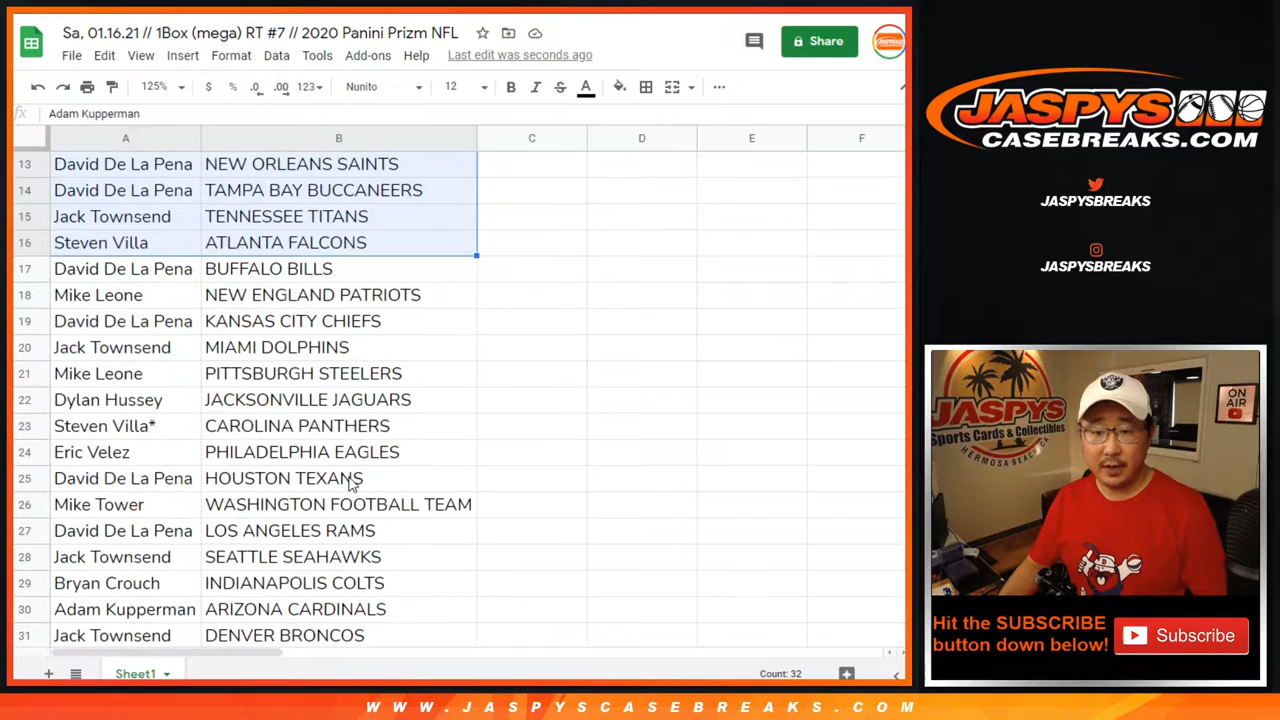 Sa, 01.16.21 // 1Box (mega) RT #7 // 2020 Panini Prizm NFL
File Edit View Insert Format Data Tools Add-ons Help Last edit was seconds ago
Share
125% $ % .0 .00 123 Nunito 12 B I S A
fx Adam Kupperman
A B C D E F
13 David De La Pena NEW ORLEANS SAINTS
14 David De La Pena TAMPA BAY BUCCANEERS
15 Jack Townsend TENNESSEE TITANS
16 Steven Villa ATLANTA FALCONS
17 David De La Pena BUFFALO BILLS
18 Mike Leone NEW ENGLAND PATRIOTS
19 David De La Pena KANSAS CITY CHIEFS
20 Jack Townsend MIAMI DOLPHINS
21 Mike Leone PITTSBURGH STEELERS
22 Dylan Hussey JACKSONVILLE JAGUARS
23 Steven Villa* CAROLINA PANTHERS
24 Eric Velez PHILADELPHIA EAGLES
25 David De La Pena HOUSTON TEXANS
26 Mike Tower WASHINGTON FOOTBALL TEAM
27 David De La Pena LOS ANGELES RAMS
28 Jack Townsend SEATTLE SEAHAWKS
29 Bryan Crouch INDIANAPOLIS COLTS
30 Adam Kupperman ARIZONA CARDINALS
31 Jack Townsend DENVER BRONCOS
Sheet1
Count: 32
JASPYS
CASEBREAKS.COM
JASPYSBREAKS
JASPYSBREAKS
JASPYS
Sports Cards & Collectibles
HERMOSA BEACH, CA
ON AIR
Hit the SUBSCRIBE
button down below!
Subscribe
WWW.JASPYSCASEBREAKS.COM